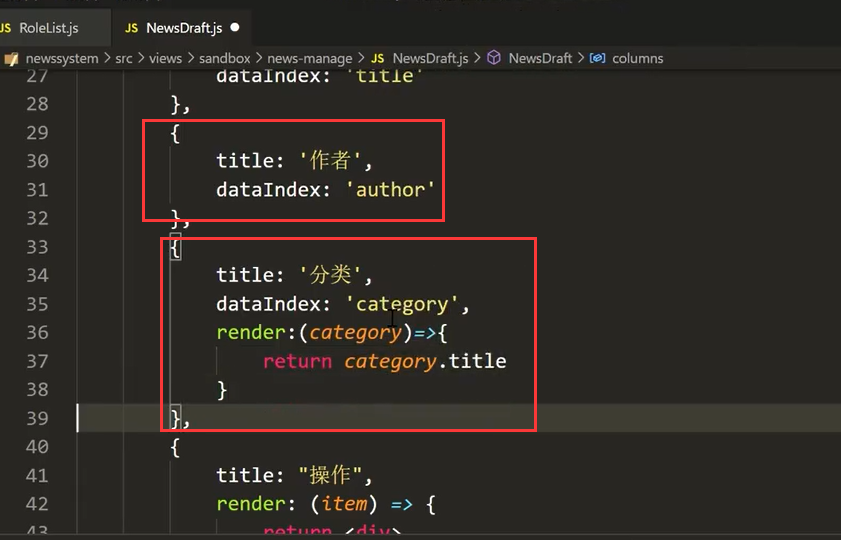 JS RoleList.js JS NewsDraft.js ●
newssystem > src > views > sandbox > news-manage > JS NewsDraft.js > NewsDraft > columns
27 dataIndex: 'title'
28 },
29 {
30 title: '作者',
31 dataIndex: 'author'
32 },
33 {
34 title: '分类',
35 dataIndex: 'category',
36 render:(category)=>{
37 return category.title
38 }
39 },
40 {
41 title: "操作",
42 render: (item) => {
43 return <div>